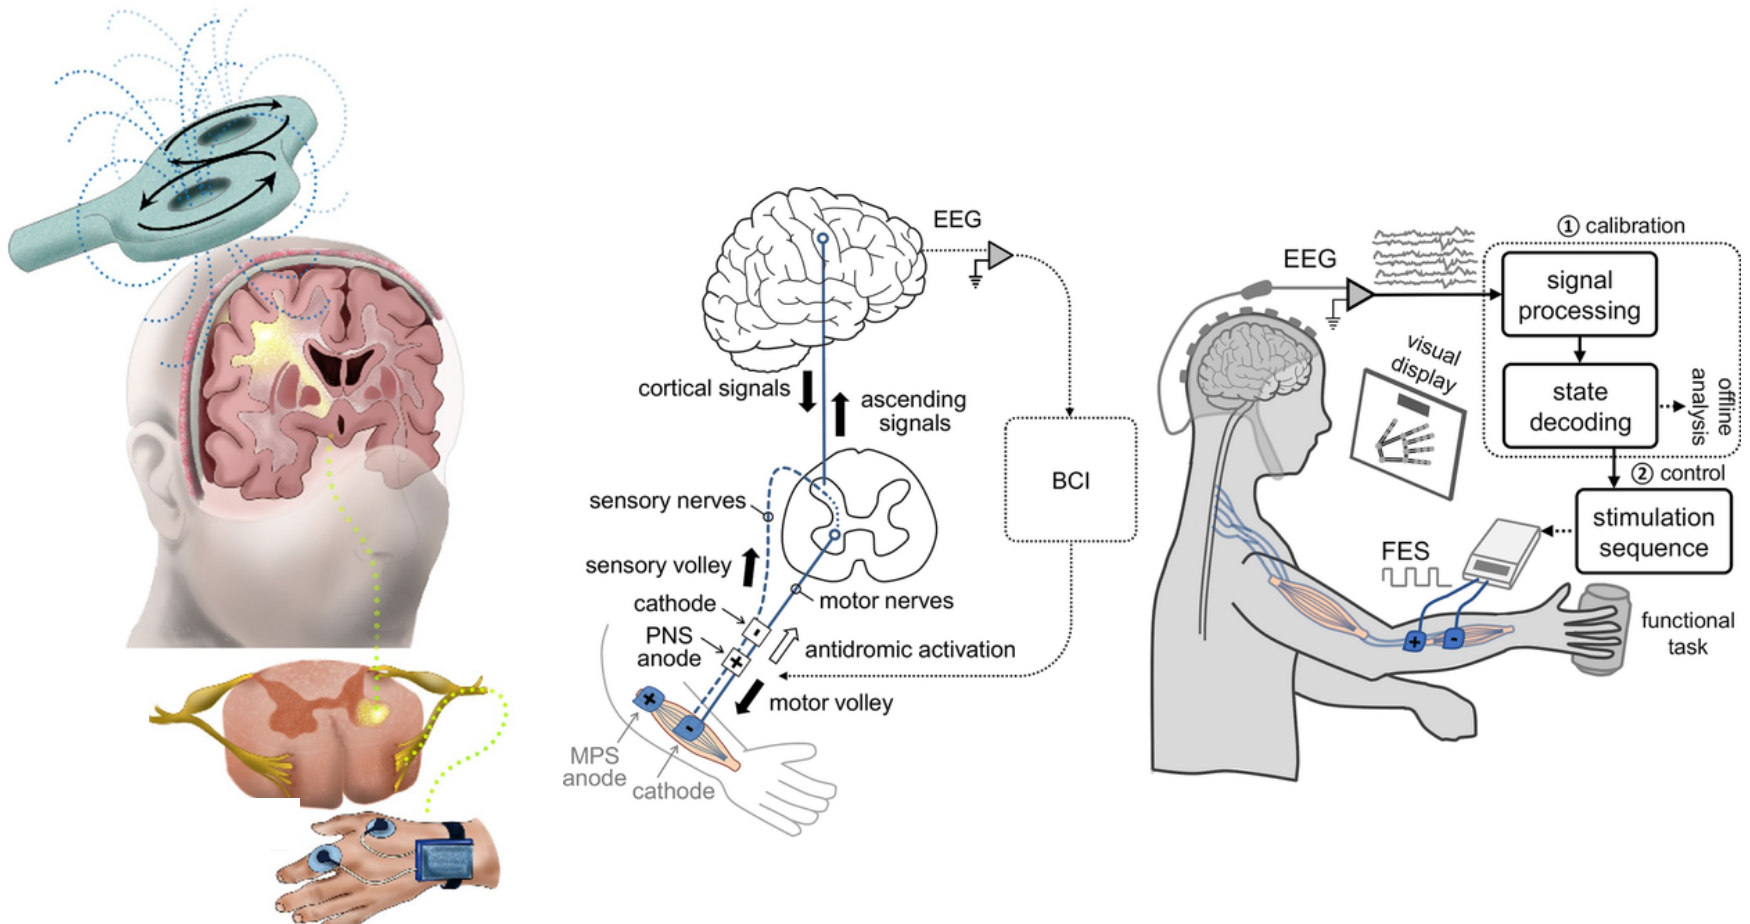 EEG
cortical signals
ascending
signals
BCI
sensory nerves
sensory volley
motor nerves
cathode
PNS
anode
antidromic activation
motor volley
MPS
anode
cathode
+
-
+
-
EEG
① calibration
signal
processing
state
decoding
offline
analysis
② control
stimulation
sequence
visual
display
FES
+
-
functional
task